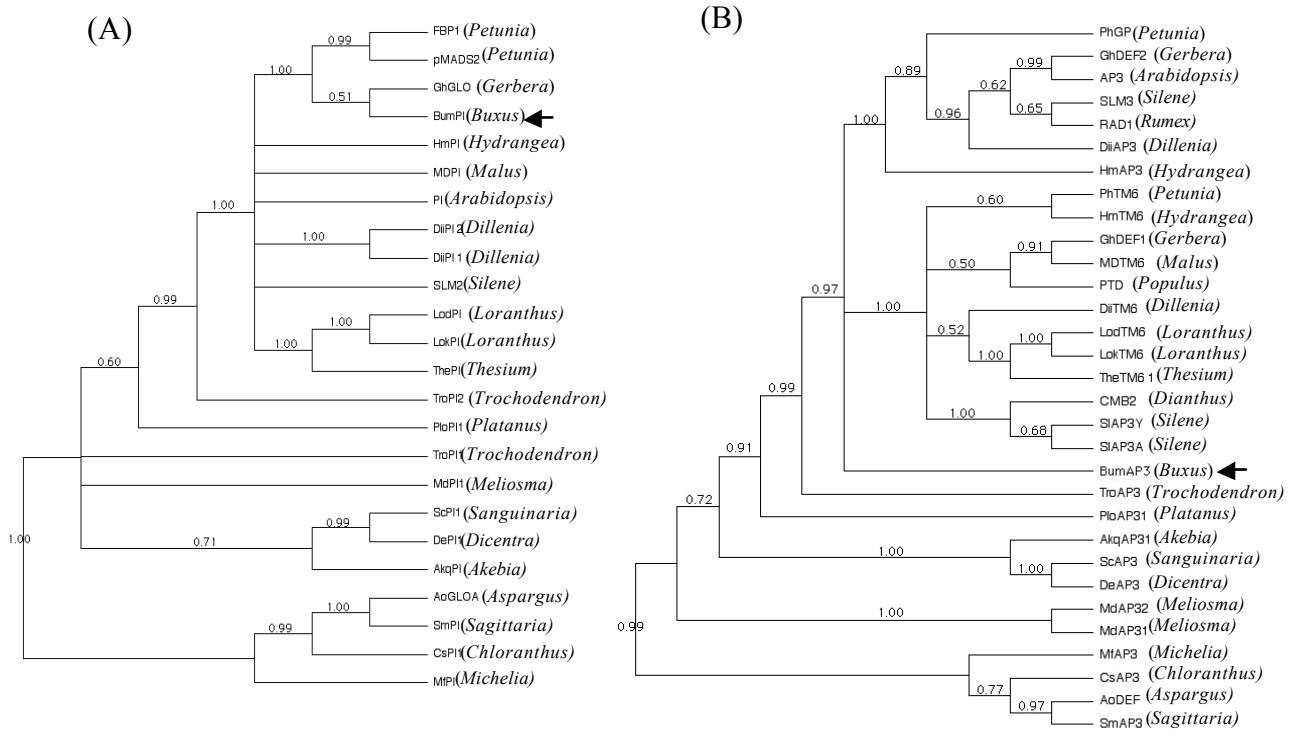 (A)
FBP1 (Petunia)
pMADS2 (Petunia)
GhGLO (Gerbera)
BumPI (Buxus)
HmPI (Hydrangea)
MDPI (Malus)
PI (Arabidopsis)
DiiPI2 (Dillenia)
DiiPI1 (Dillenia)
SLM2 (Silene)
LodPI (Loranthus)
LokPI (Loranthus)
ThePI (Thesium)
TroPI2 (Trochodendron)
PloPI1 (Platanus)
TroPI1 (Trochodendron)
MdPI1 (Meliosma)
ScPI1 (Sanguinaria)
DePI1 (Dicentra)
AkqPI (Akebia)
AoGLOA (Aspargus)
SmPI (Sagittaria)
CsPI1 (Chloranthus)
MfPI (Michelia)
0.99
1.00
0.51
1.00
1.00
0.99
1.00
1.00
0.60
0.99
0.71
1.00
1.00
0.99
(B)
PhGP (Petunia)
GhDEF2 (Gerbera)
AP3 (Arabidopsis)
SLM3 (Silene)
RAD1 (Rumex)
DiiAP3 (Dillenia)
HmAP3 (Hydrangea)
PhTM6 (Petunia)
HmTM6 (Hydrangea)
GhDEF1 (Gerbera)
MDTM6 (Malus)
PTD (Populus)
DiiTM6 (Dillenia)
LodTM6 (Loranthus)
LokTM6 (Loranthus)
TheTM61 (Thesium)
CMB2 (Dianthus)
SlAP3Y (Silene)
SlAP3A (Silene)
BumAP3 (Buxus)
TroAP3 (Trochodendron)
PloAP31 (Platanus)
AkqAP31 (Akebia)
ScAP3 (Sanguinaria)
DeAP3 (Dicentra)
MdAP32 (Meliosma)
MdAP31 (Meliosma)
MfAP3 (Michelia)
CsAP3 (Chloranthus)
AoDEF (Aspargus)
SmAP3 (Sagittaria)
0.99
0.89
0.62
0.65
0.96
1.00
0.60
0.91
0.50
0.97
1.00
0.52
1.00
1.00
0.99
1.00
0.68
0.91
0.72
1.00
1.00
1.00
0.99
0.77
0.97